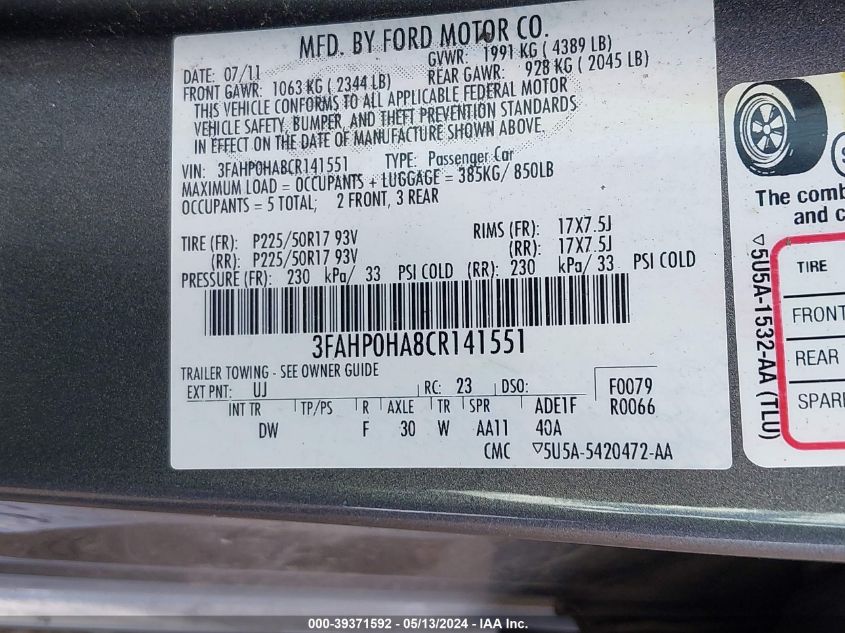 MFD. BY FORD MOTOR CO.
DATE: 07/11 GVWR: 1991 KG ( 4389 LB)
FRONT GAWR: 1063 KG ( 2344 LB) REAR GAWR: 928 KG ( 2045 LB)
THIS VEHICLE CONFORMS TO ALL APPLICABLE FEDERAL MOTOR
VEHICLE SAFETY, BUMPER, AND THEFT PREVENTION STANDARDS
IN EFFECT ON THE DATE OF MANUFACTURE SHOWN ABOVE.
VIN: 3FAHP0HA8CR141551 TYPE: Passenger Car
MAXIMUM LOAD = OCCUPANTS + LUGGAGE = 385KG/ 850LB
OCCUPANTS = 5 TOTAL; 2 FRONT, 3 REAR
TIRE (FR): P225/50R17 93V RIMS (FR): 17X7.5J
(RR): P225/50R17 93V (RR): 17X7.5J
PRESSURE (FR): 230 kPa/ 33 PSI COLD (RR): 230 kPa/ 33 PSI COLD
3FAHP0HA8CR141551
TRAILER TOWING - SEE OWNER GUIDE
EXT PNT: UJ RC: 23 DSO: F0079
INT TR TP/PS R AXLE TR SPR ADE1F R0066
DW F 30 W AA11 40A
CMC ▽5U5A-5420472-AA
The comb
and c
▽5U5A-1532-AA (TLU)
TIRE
FRONT
REAR
SPAR
000-39371592 - 05/13/2024 - IAA Inc.